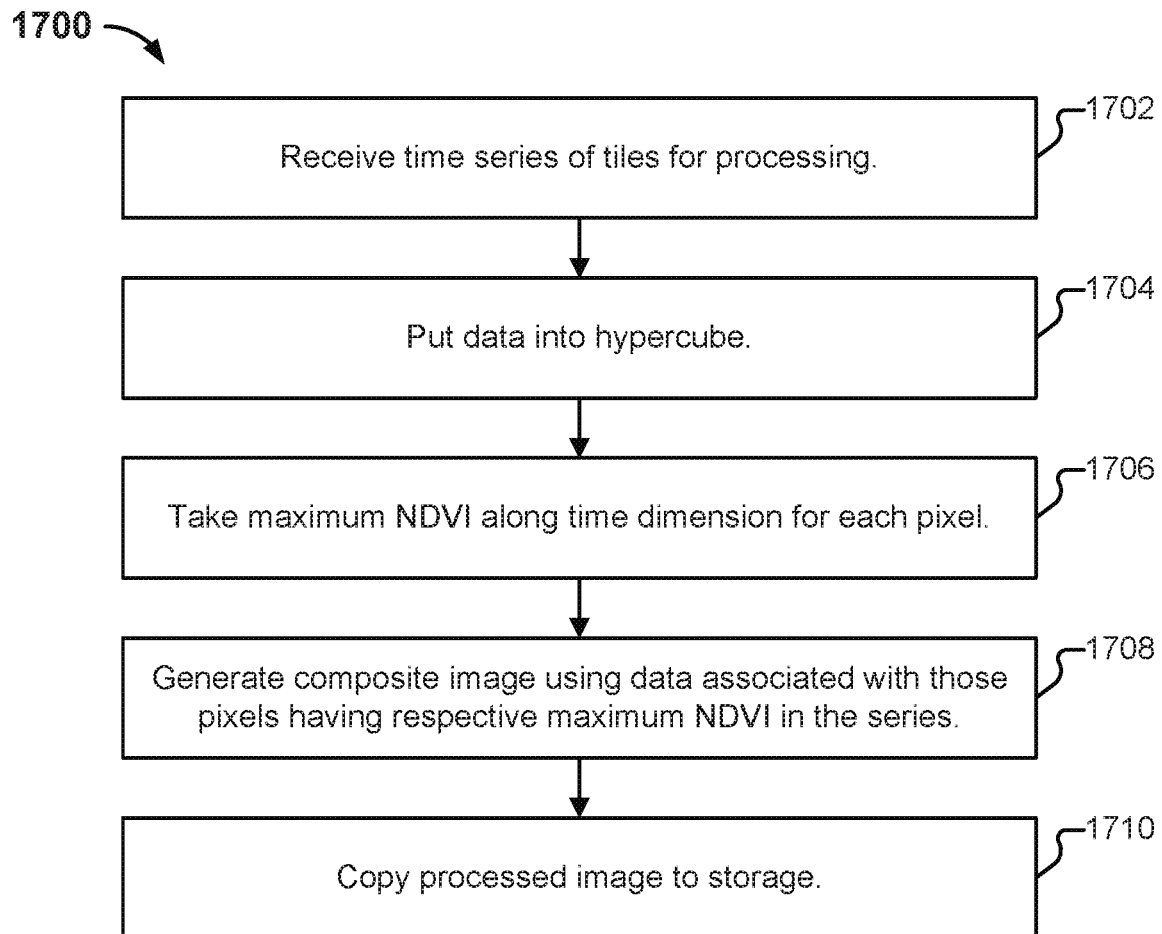 1700
1702
Receive time series of tiles for processing.
1704
Put data into hypercube.
1706
Take maximum NDVI along time dimension for each pixel.
1708
Generate composite image using data associated with those
pixels having respective maximum NDVI in the series.
1710
Copy processed image to storage.